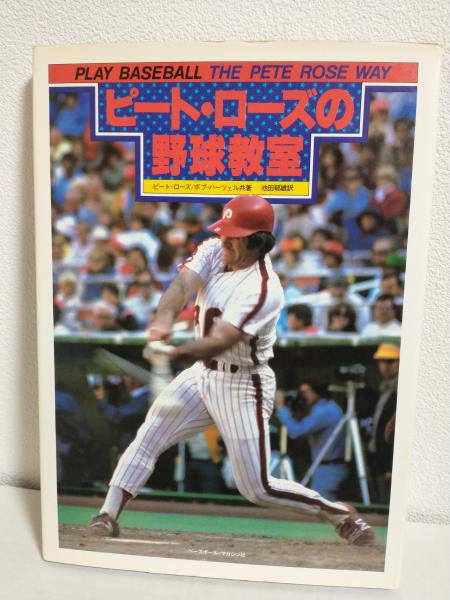 PLAY BASEBALL THE PETE ROSE WAY
ピート・ローズの
野球教室
ピート・ローズ/ボブ・ハーツェル共著 池田郁雄訳
P
ベースボール・マガジン社